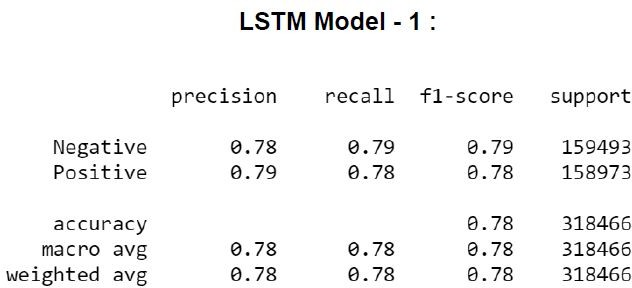 LSTM Model - 1 :
precision recall f1-score support
Negative 0.78 0.79 0.79 159493
Positive 0.79 0.78 0.78 158973
accuracy 0.78 318466
macro avg 0.78 0.78 0.78 318466
weighted avg 0.78 0.78 0.78 318466